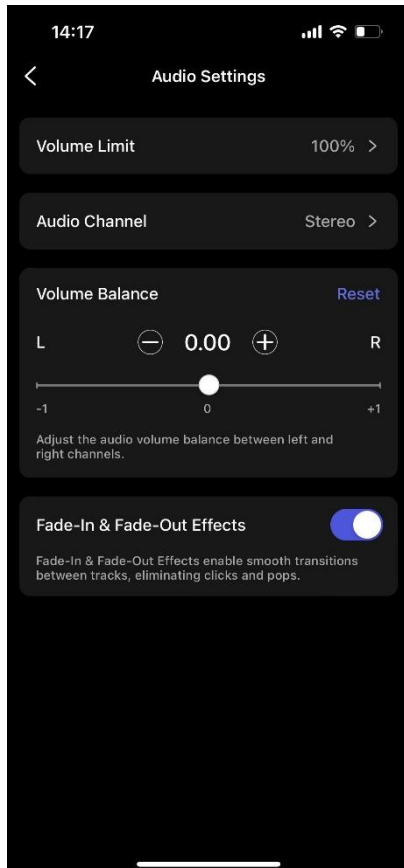 14:17
Audio Settings
Volume Limit 100% >
Audio Channel Stereo >
Volume Balance Reset
L 0.00 R
-1 0 +1
Adjust the audio volume balance between left and
right channels.
Fade-In & Fade-Out Effects
Fade-In & Fade-Out Effects enable smooth transitions
between tracks, eliminating clicks and pops.